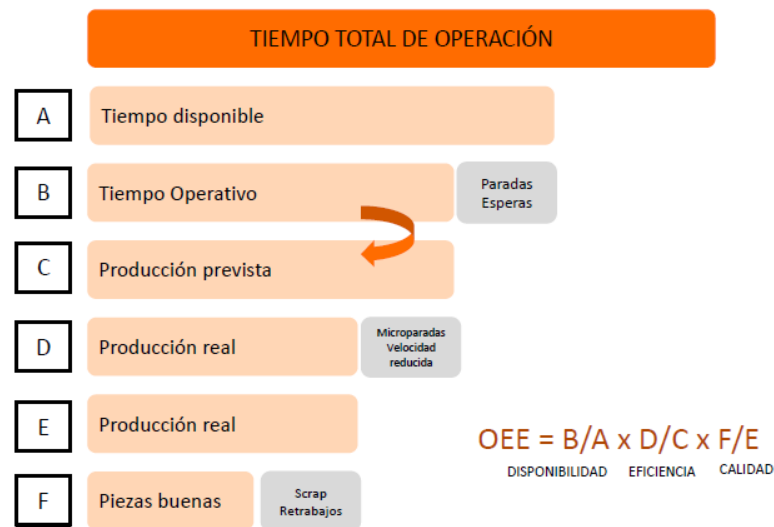 TIEMPO TOTAL DE OPERACIÓN
A
Tiempo disponible
B
Tiempo Operativo
Paradas
Esperas
C
Producción prevista
D
Producción real
Microparadas
Velocidad
reducida
E
Producción real
OEE = B/A x D/C x F/E
DISPONIBILIDAD EFICIENCIA CALIDAD
F
Piezas buenas
Scrap
Retrabajos